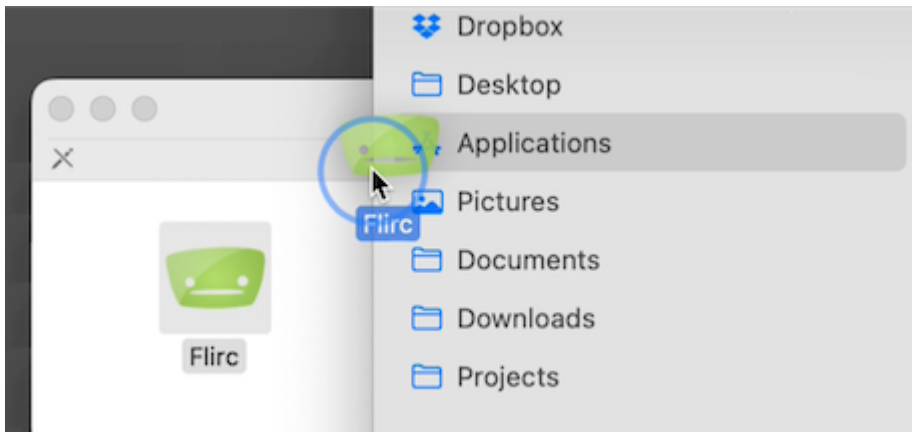 Dropbox
Desktop
Applications
Pictures
Flirc
Documents
Downloads
Flirc
Projects